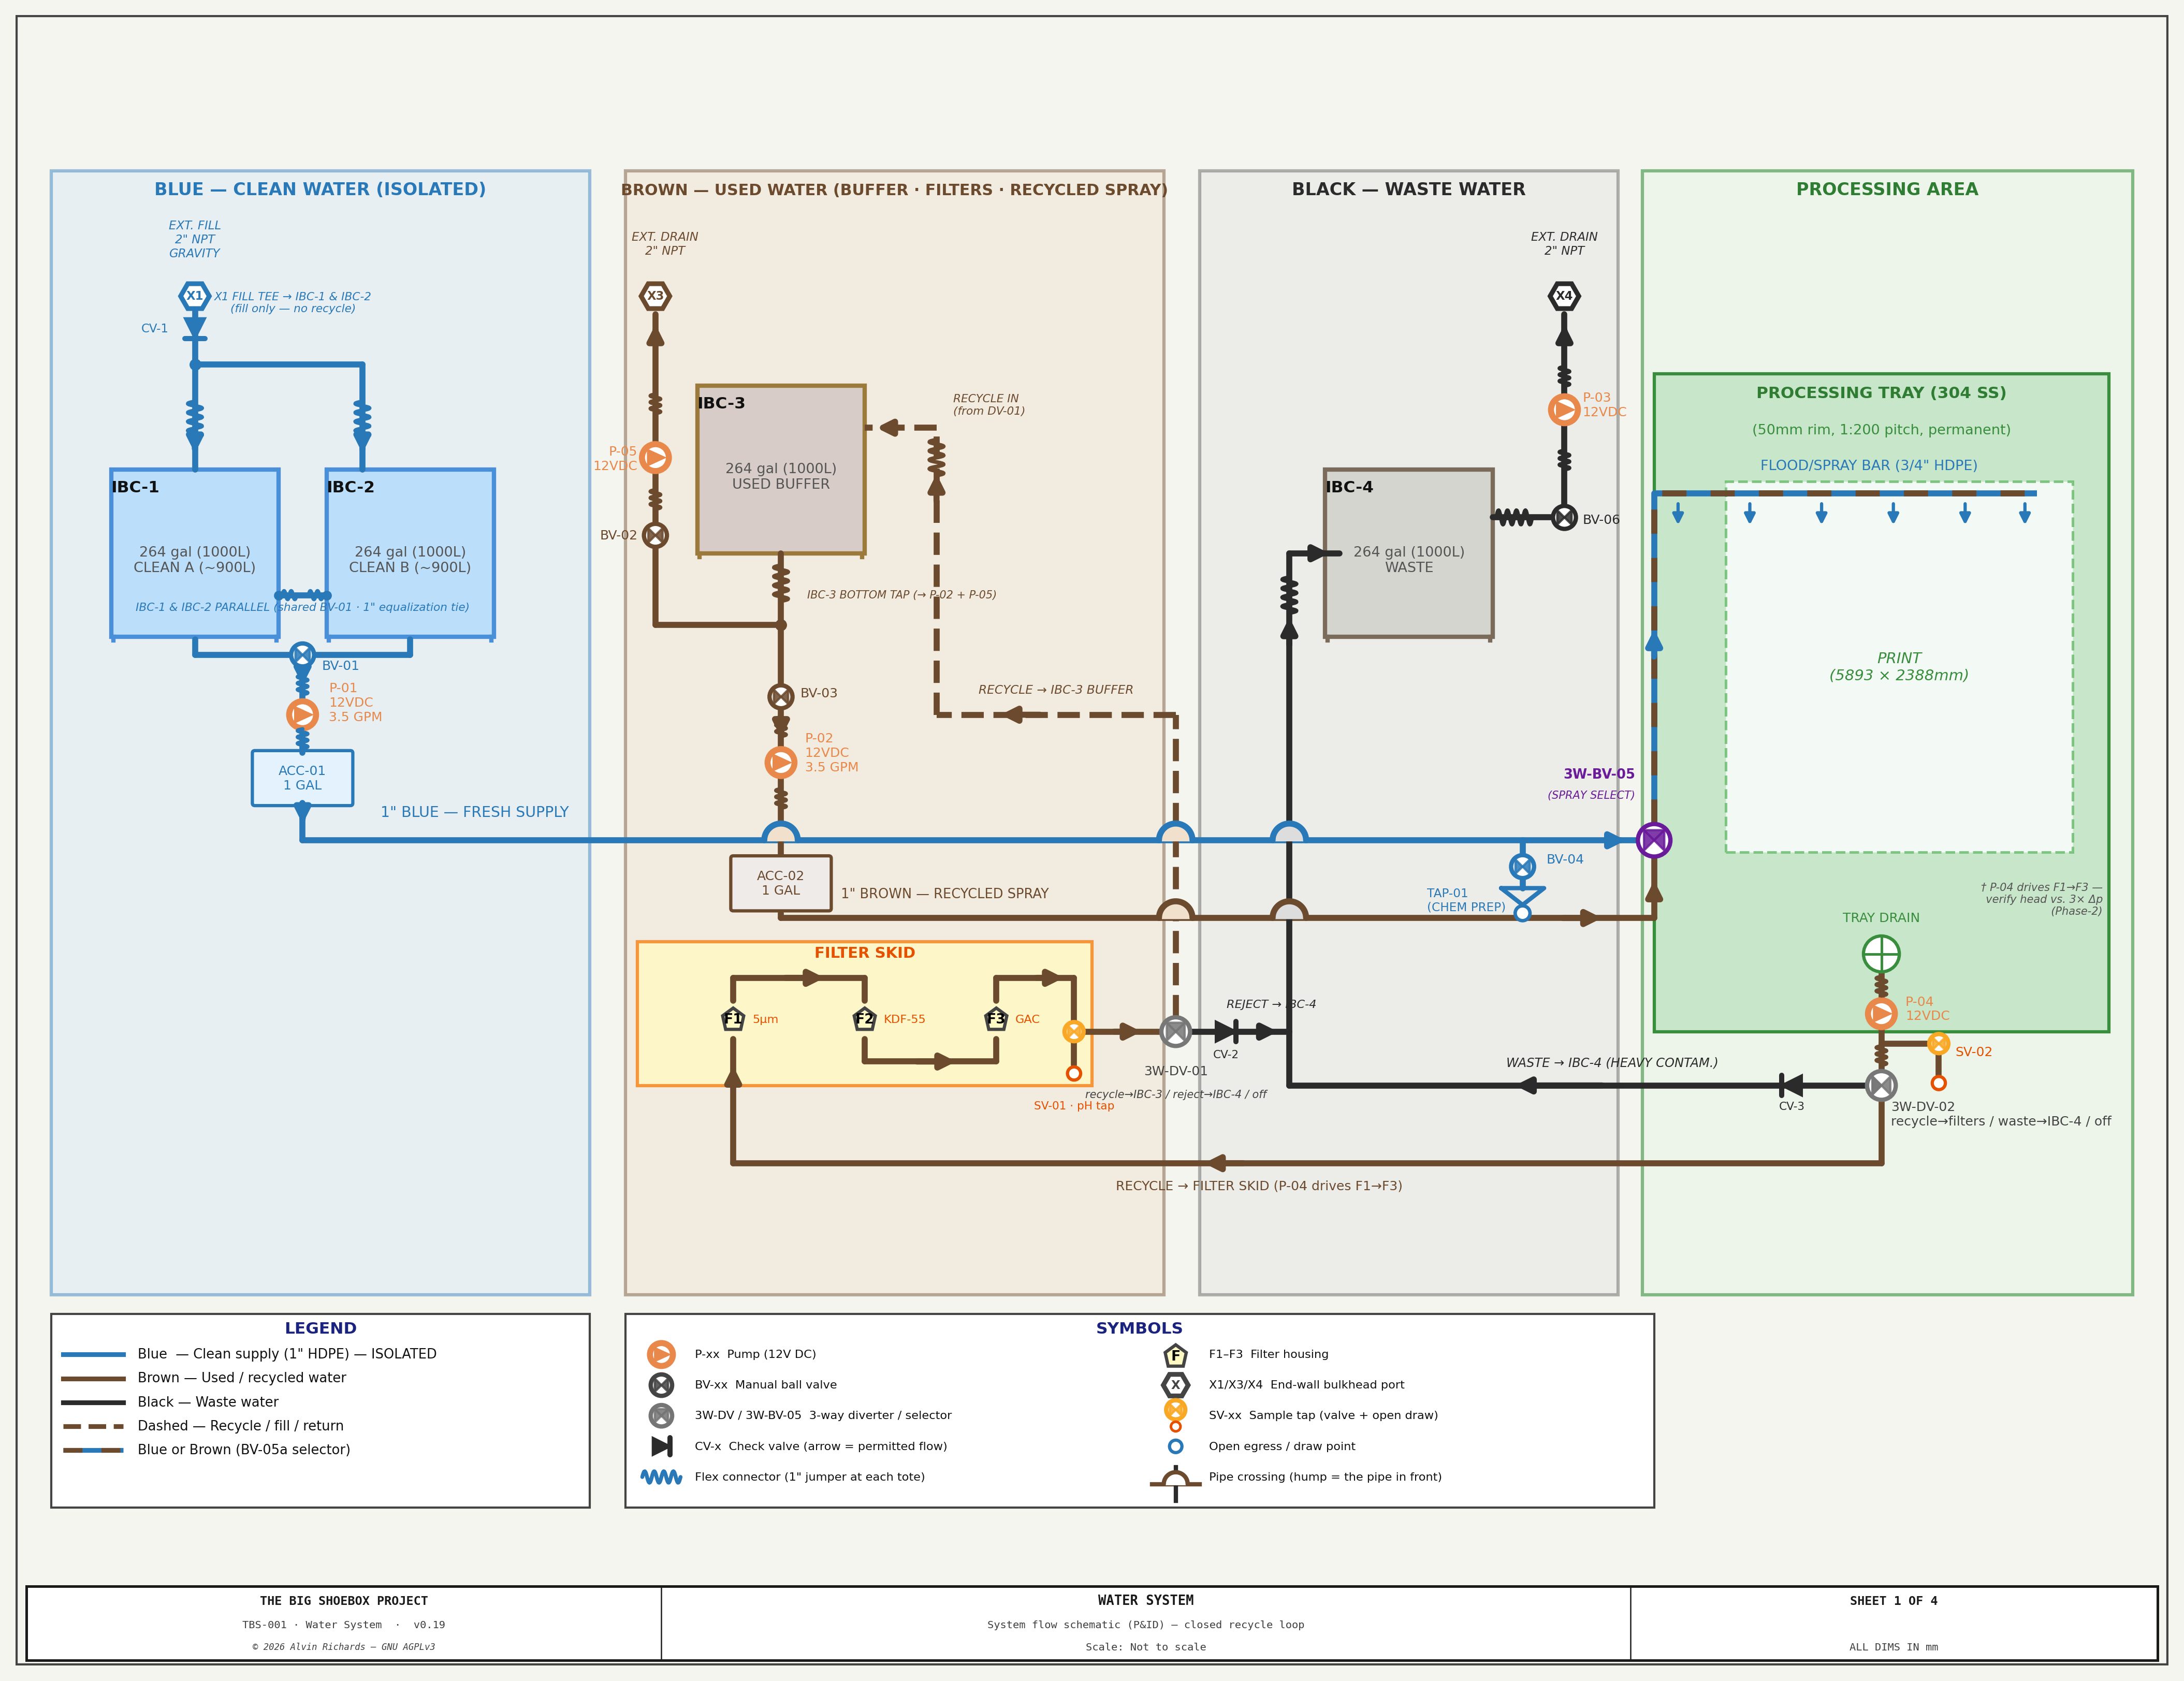 BLUE — CLEAN WATER (ISOLATED)
EXT. FILL
2" NPT
GRAVITY
X1
X1 FILL TEE → IBC-1 & IBC-2
(fill only — no recycle)
CV-1
IBC-1
264 gal (1000L)
CLEAN A (~900L)
IBC-2
264 gal (1000L)
CLEAN B (~900L)
IBC-1 & IBC-2 PARALLEL (shared BV-01 · 1" equalization tie)
BV-01
P-01
12VDC
3.5 GPM
ACC-01
1 GAL
1" BLUE — FRESH SUPPLY
BROWN — USED WATER (BUFFER · FILTERS · RECYCLED SPRAY)
EXT. DRAIN
2" NPT
X3
P-05
12VDC
BV-02
IBC-3
264 gal (1000L)
USED BUFFER
RECYCLE IN
(from DV-01)
IBC-3 BOTTOM TAP (→ P-02 + P-05)
BV-03
RECYCLE → IBC-3 BUFFER
P-02
12VDC
3.5 GPM
ACC-02
1 GAL
1" BROWN — RECYCLED SPRAY
FILTER SKID
F1
5µm
F2
KDF-55
F3
GAC
SV-01 · pH tap
BLACK — WASTE WATER
EXT. DRAIN
2" NPT
X4
P-03
12VDC
BV-06
IBC-4
264 gal (1000L)
WASTE
3W-BV-05
(SPRAY SELECT)
BV-04
TAP-01
(CHEM PREP)
REJECT → IBC-4
CV-2
3W-DV-01
recycle→IBC-3 / reject→IBC-4 / off
WASTE → IBC-4 (HEAVY CONTAM.)
CV-3
RECYCLE → FILTER SKID (P-04 drives F1→F3)
PROCESSING AREA
PROCESSING TRAY (304 SS)
(50mm rim, 1:200 pitch, permanent)
FLOOD/SPRAY BAR (3/4" HDPE)
PRINT
(5893 × 2388mm)
† P-04 drives F1→F3 —
verify head vs. 3× Δp
(Phase-2)
TRAY DRAIN
P-04
12VDC
SV-02
3W-DV-02
recycle→filters / waste→IBC-4 / off
LEGEND
Blue — Clean supply (1" HDPE) — ISOLATED
Brown — Used / recycled water
Black — Waste water
Dashed — Recycle / fill / return
Blue or Brown (BV-05a selector)
SYMBOLS
P-xx Pump (12V DC)
BV-xx Manual ball valve
3W-DV / 3W-BV-05 3-way diverter / selector
CV-x Check valve (arrow = permitted flow)
Flex connector (1" jumper at each tote)
F
F1–F3 Filter housing
X
X1/X3/X4 End-wall bulkhead port
SV-xx Sample tap (valve + open draw)
Open egress / draw point
Pipe crossing (hump = the pipe in front)
THE BIG SHOEBOX PROJECT
TBS-001 · Water System · v0.19
© 2026 Alvin Richards — GNU AGPLv3
WATER SYSTEM
System flow schematic (P&ID) — closed recycle loop
Scale: Not to scale
SHEET 1 OF 4
ALL DIMS IN mm